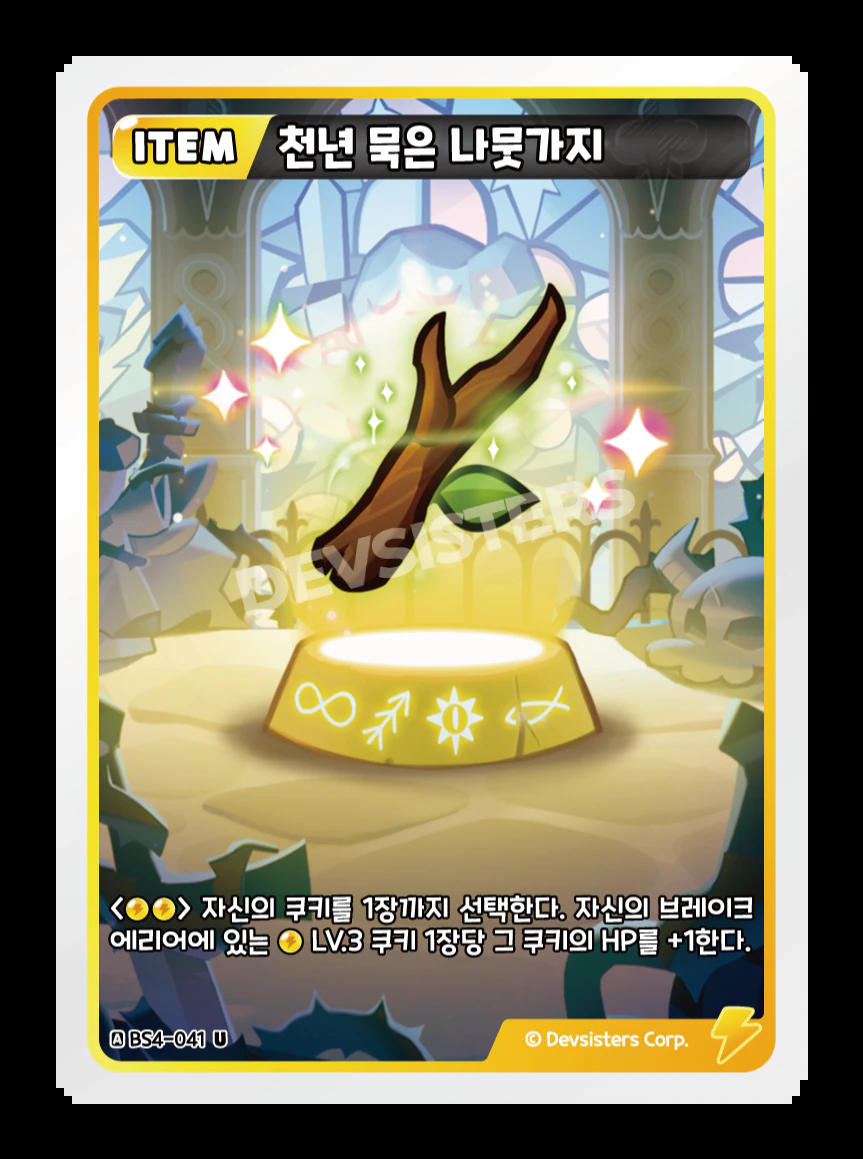 ITEM 천년 묵은 나뭇가지
DEVSISTERS
< > 자신의 쿠키를 1장까지 선택한다. 자신의 브레이크
에리어에 있는 LV.3 쿠키 1장당 그 쿠키의 HP를 +1한다.
A BS4-041 U
© Devsisters Corp.